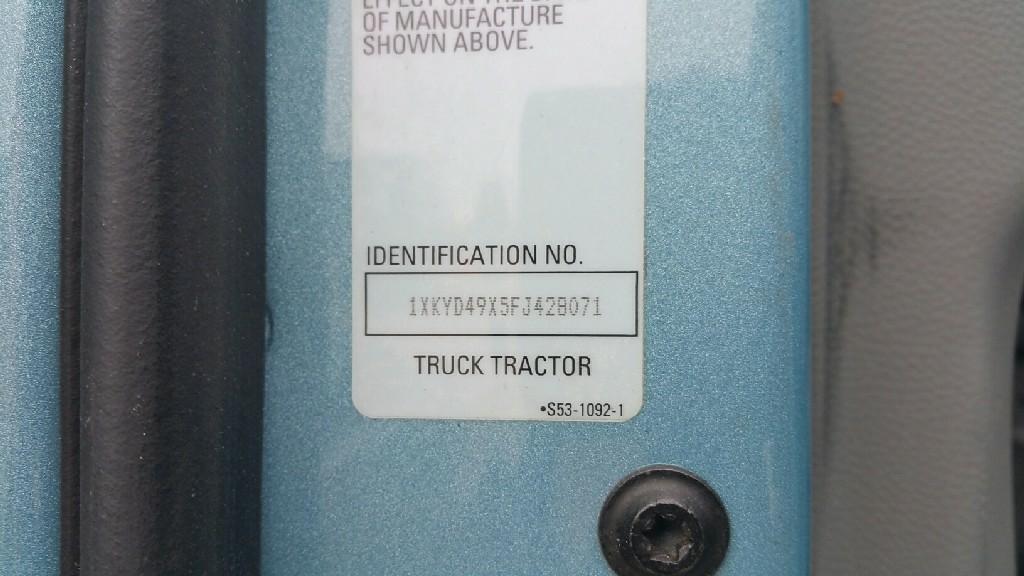 OF MANUFACTURE
SHOWN ABOVE.
IDENTIFICATION NO.
1XKYD49X5FJ428071
TRUCK TRACTOR
•S53-1092-1